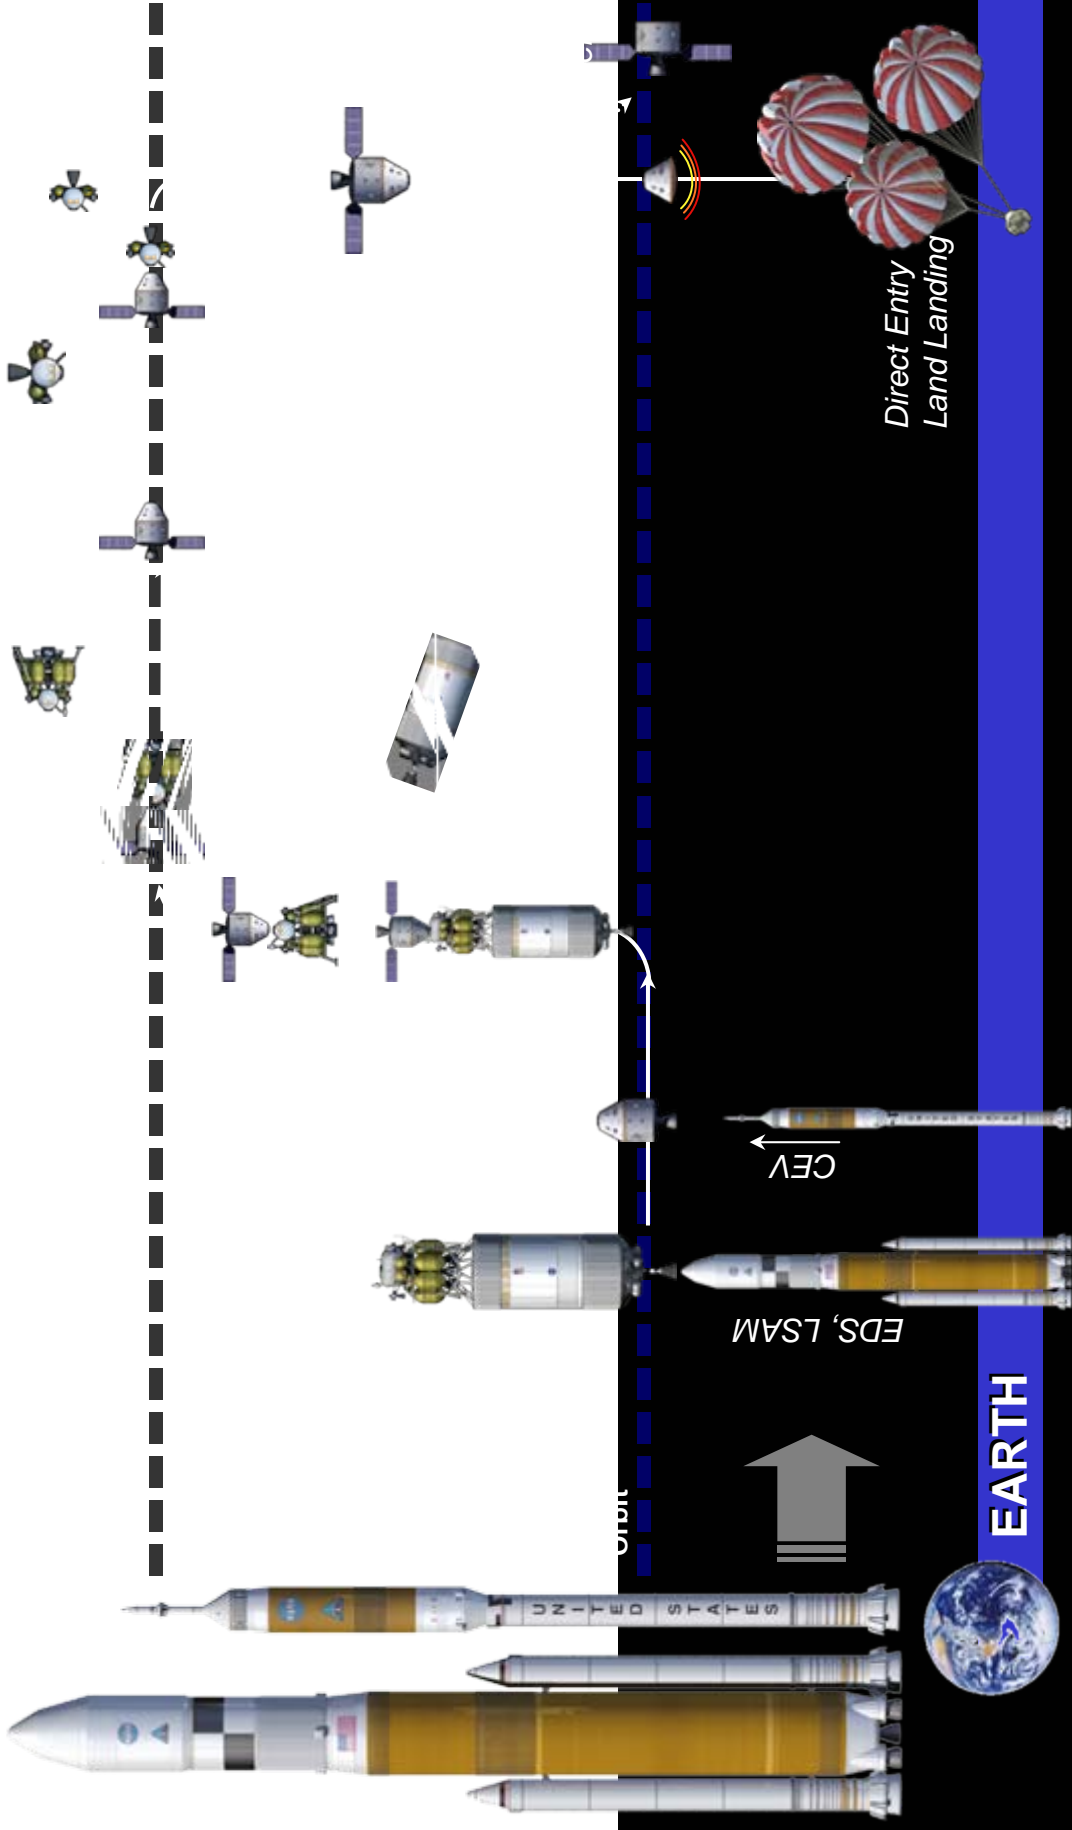 Direct Entry
Land Landing
CEV
EDS, LSAM
EARTH
UNITED STATES